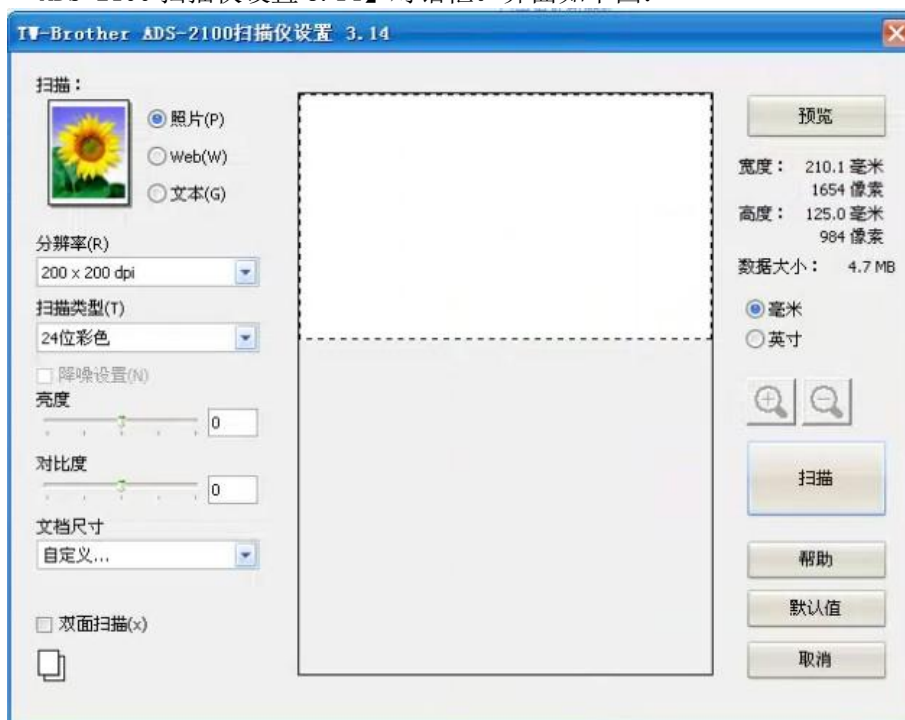 TW-Brother ADS-2100扫描仪设置 3.14
扫描：
照片(P)
Web(W)
文本(G)
分辨率(R)
200 x 200 dpi
扫描类型(T)
24位彩色
降噪设置(N)
亮度
0
对比度
0
文档尺寸
自定义...
双面扫描(x)
预览
宽度： 210.1 毫米
1654 像素
高度： 125.0 毫米
984 像素
数据大小： 4.7 MB
毫米
英寸
扫描
帮助
默认值
取消